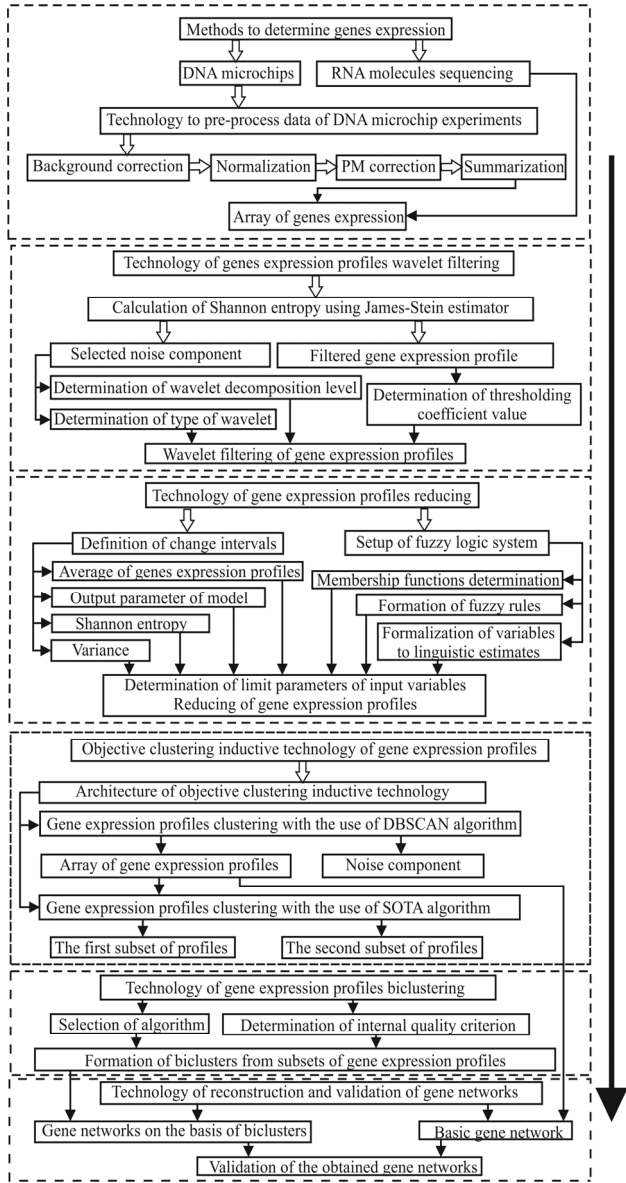 Methods to determine genes expression
DNA microchips
RNA molecules sequencing
Technology to pre-process data of DNA microchip experiments
Background correction
Normalization
PM correction
Summarization
Array of genes expression
Technology of genes expression profiles wavelet filtering
Calculation of Shannon entropy using James-Stein estimator
Selected noise component
Filtered gene expression profile
Determination of wavelet decomposition level
Determination of thresholding
coefficient value
Determination of type of wavelet
Wavelet filtering of gene expression profiles
Technology of gene expression profiles reducing
Definition of change intervals
Setup of fuzzy logic system
Average of genes expression profiles
Membership functions determination
Output parameter of model
Formation of fuzzy rules
Shannon entropy
Formalization of variables
to linguistic estimates
Variance
Determination of limit parameters of input variables
Reducing of gene expression profiles
Objective clustering inductive technology of gene expression profiles
Architecture of objective clustering inductive technology
Gene expression profiles clustering with the use of DBSCAN algorithm
Array of gene expression profiles
Noise component
Gene expression profiles clustering with the use of SOTA algorithm
The first subset of profiles
The second subset of profiles
Technology of gene expression profiles biclustering
Selection of algorithm
Determination of internal quality criterion
Formation of biclusters from subsets of gene expression profiles
Technology of reconstruction and validation of gene networks
Gene networks on the basis of biclusters
Basic gene network
Validation of the obtained gene networks